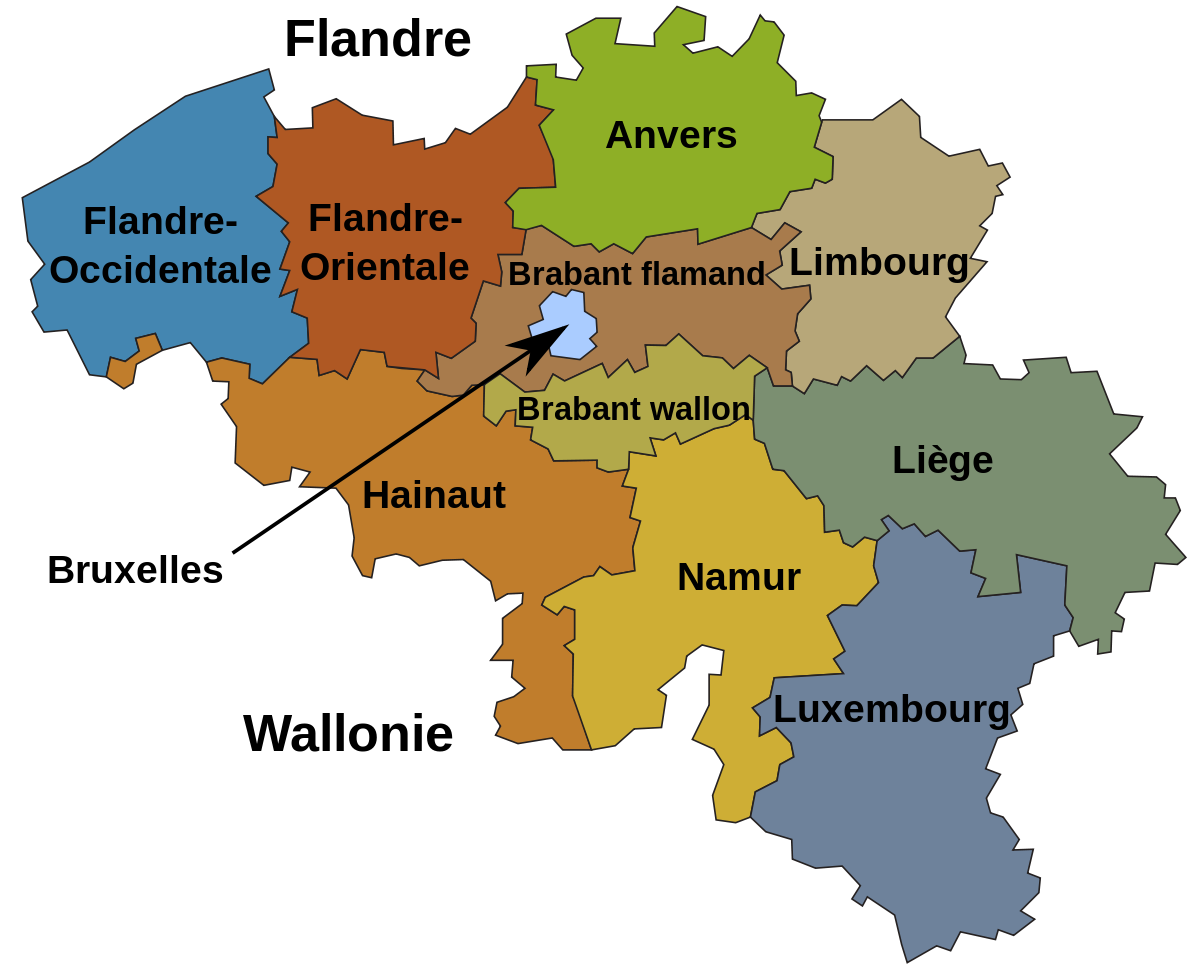 Flandre
Anvers
Flandre-
Occidentale
Flandre-
Orientale
Limbourg
Brabant flamand
Brabant wallon
Liège
Hainaut
Bruxelles
Namur
Luxembourg
Wallonie